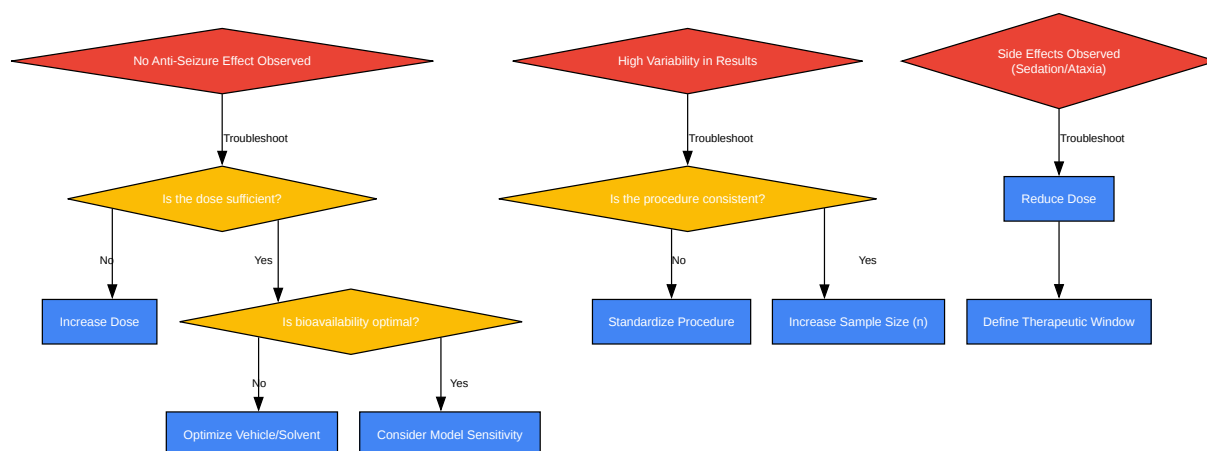 No Anti-Seizure Effect Observed
High Variability in Results
Side Effects Observed
(Sedation/Ataxia)
Troubleshoot
Troubleshoot
Troubleshoot
Is the dose sufficient?
Is the procedure consistent?
Reduce Dose
No
Yes
No
Yes
Increase Dose
Is bioavailability optimal?
Standardize Procedure
Increase Sample Size (n)
Define Therapeutic Window
No
Yes
Optimize Vehicle/Solvent
Consider Model Sensitivity